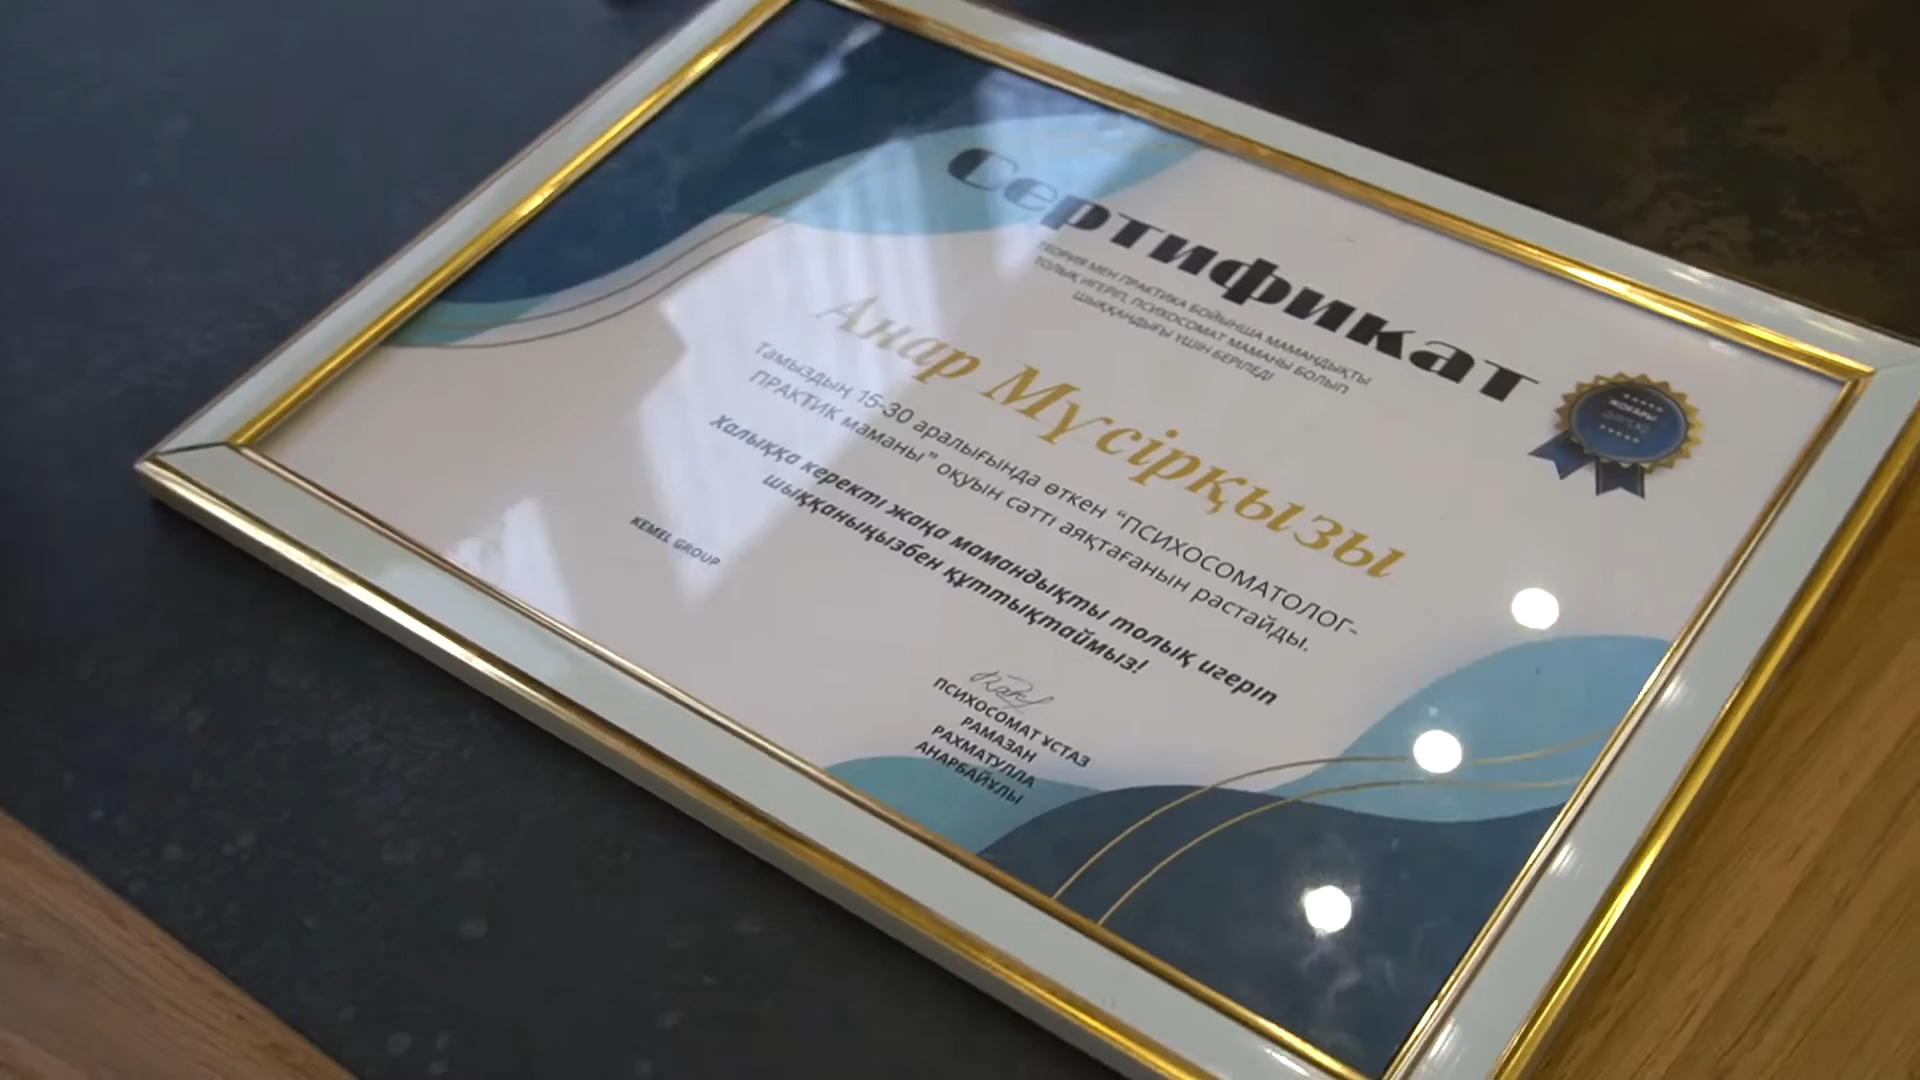 Сертификат
ТЕОРИЯ МЕН ПРАКТИКА БОЙЫНША МАМАНДЫҚТЫ
ТОЛЫҚ ИГЕРІП, ПСИХОСОМАТ МАМАНЫ БОЛЫП
ШЫҚҚАНДЫҒЫ ҮШІН БЕРІЛЕДІ
ЖОҒАРЫ
Анар Мүсірқызы
Тамыздың 15-30 аралығында өткен “ПСИХОСОМАТОЛОГ-
ПРАКТИК маманы” оқуын сәтті аяқтағанын растайды.
Халыққа керекті жаңа мамандықты толық игеріп
шыққаныңызбен құттықтаймыз!
KEMEL GROUP
ПСИХОСОМАТ ҰСТАЗ
РАМАЗАН
РАХМАТУЛЛА
АНАРБАЙҰЛЫ